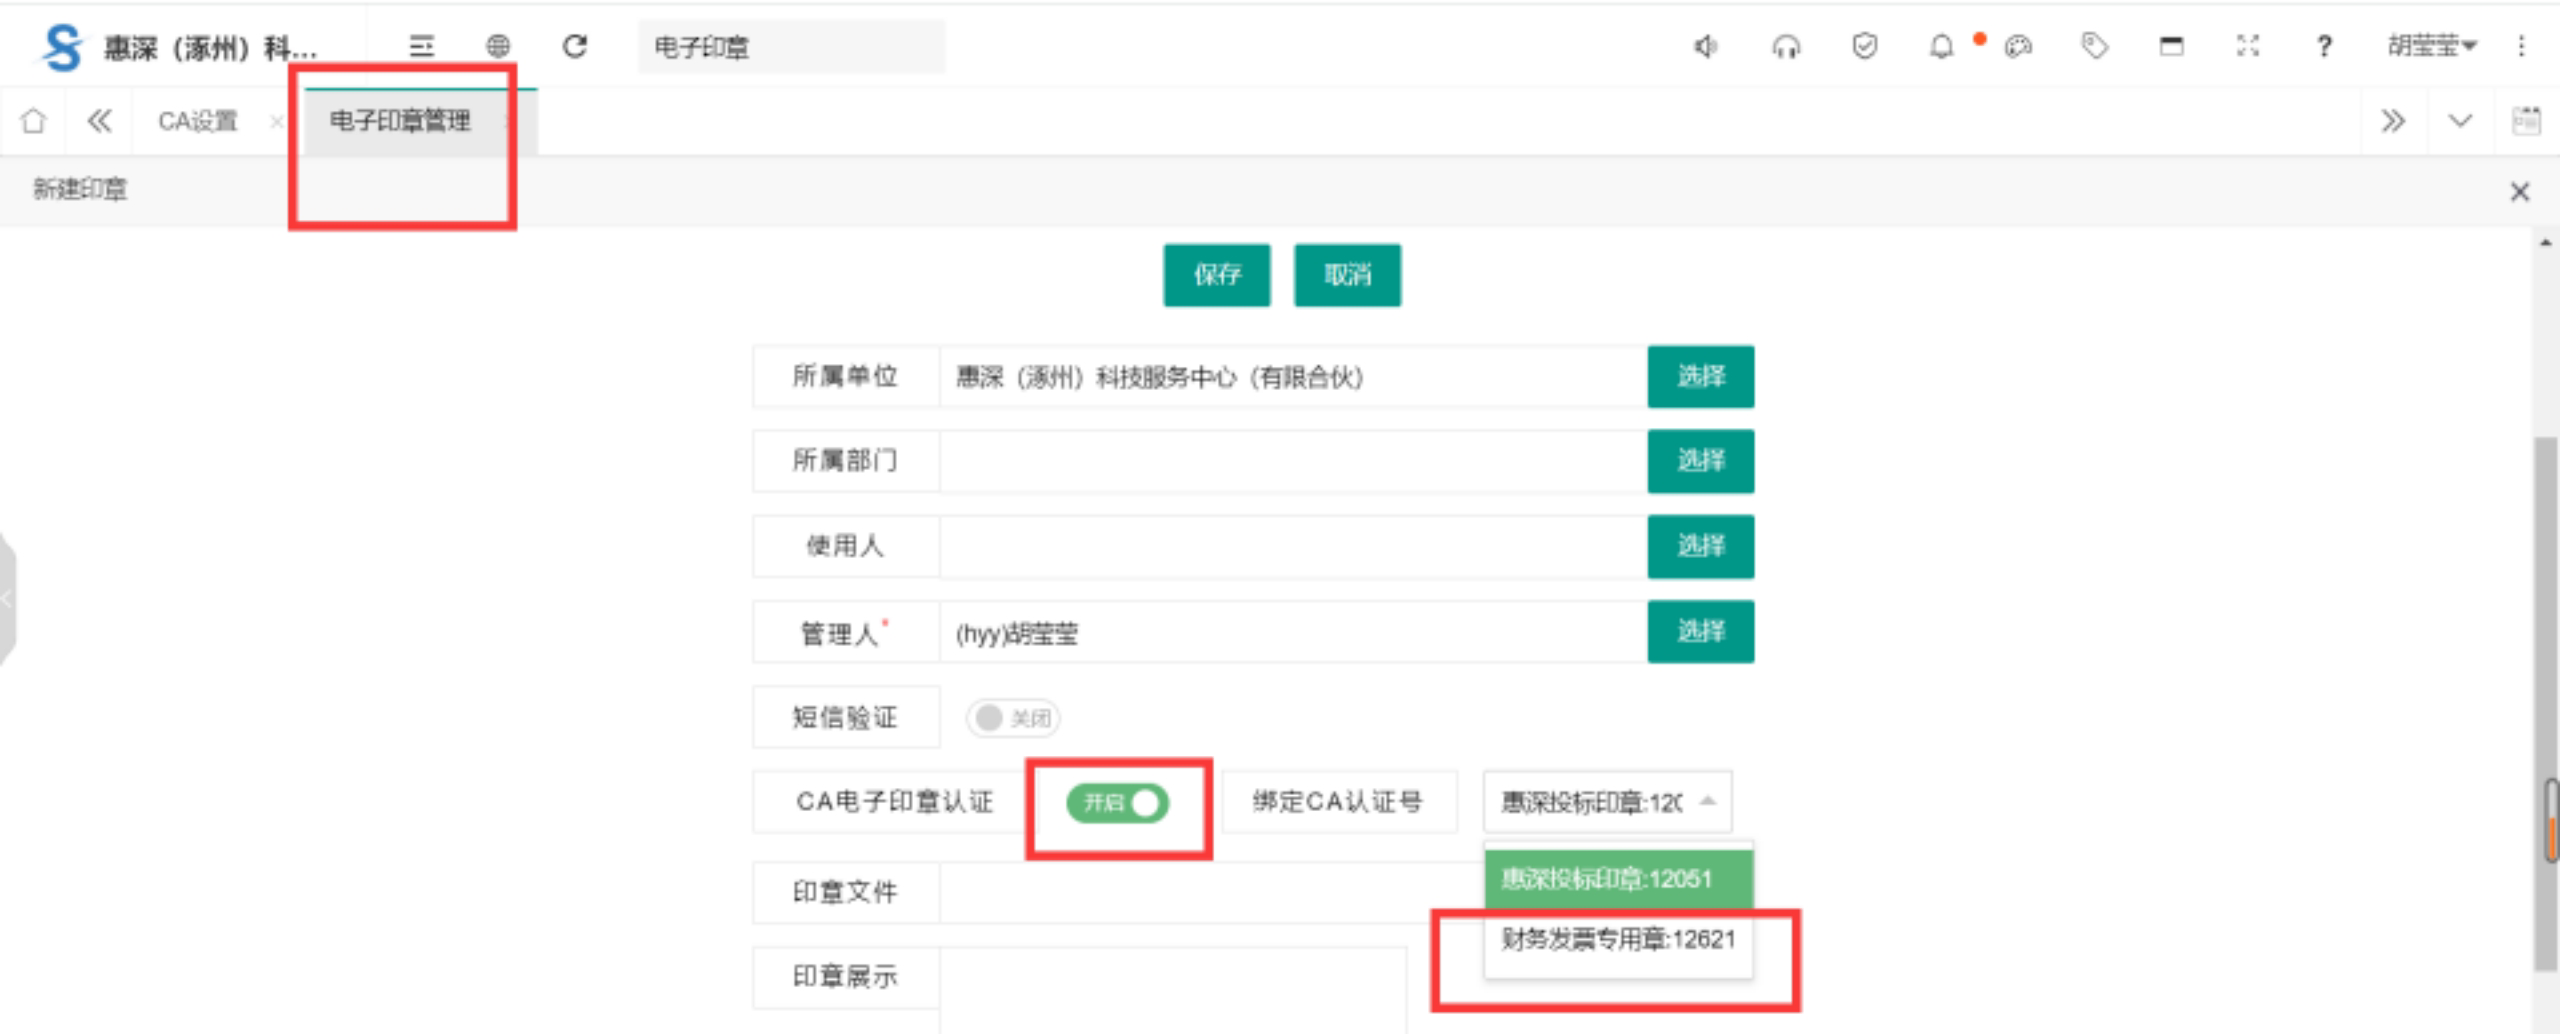 惠深（涿州）科... 电子印章 ? 胡莹莹
CA设置 电子印章管理
新建印章
保存 取消
所属单位 惠深（涿州）科技服务中心（有限合伙） 选择
所属部门 选择
使用人 选择
管理人* (hyy)胡莹莹 选择
短信验证 关闭
CA电子印章认证 开启 绑定CA认证号 惠深投标印章:120
惠深投标印章:12051
印章文件
财务发票专用章:12621
印章展示